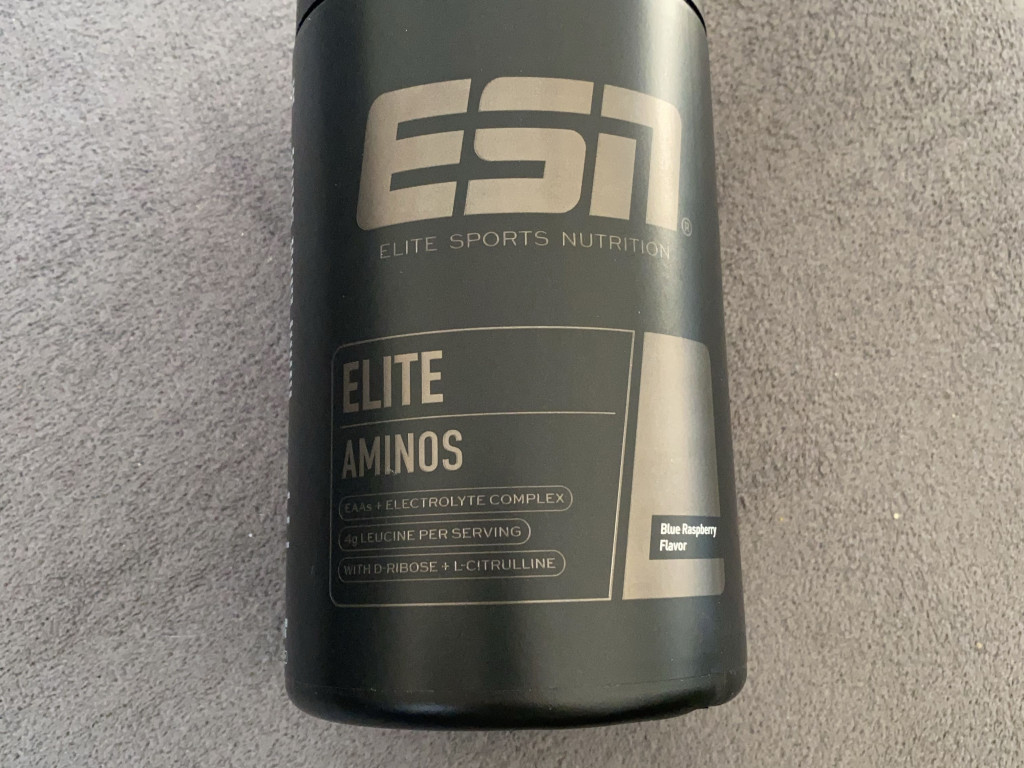 ESN®
ELITE SPORTS NUTRITION
ELITE
AMINOS
EAAs + ELECTROLYTE COMPLEX
4g LEUCINE PER SERVING
WITH D-RIBOSE + L-CITRULLINE
Blue Raspberry
Flavor